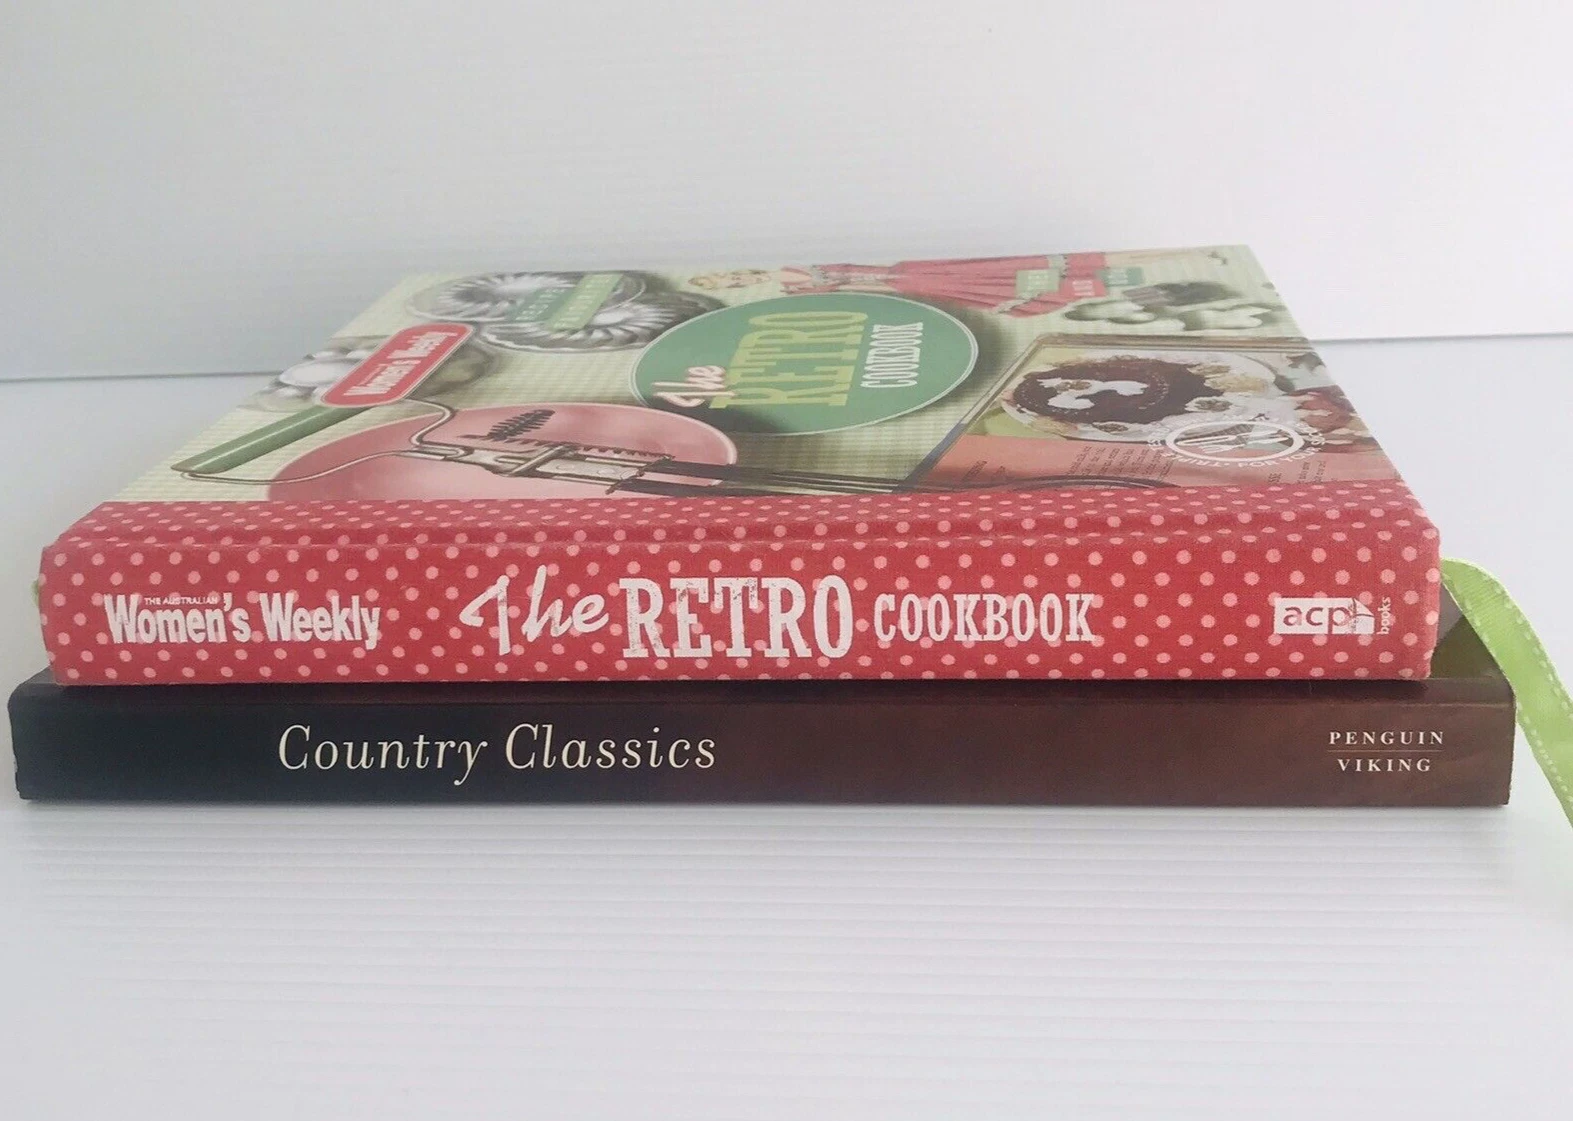 Women's Weekly
The
RETRO
COOKBOOK
THE AUSTRALIAN
Women's Weekly
The RETRO COOKBOOK
acp books
Country Classics
PENGUIN
VIKING